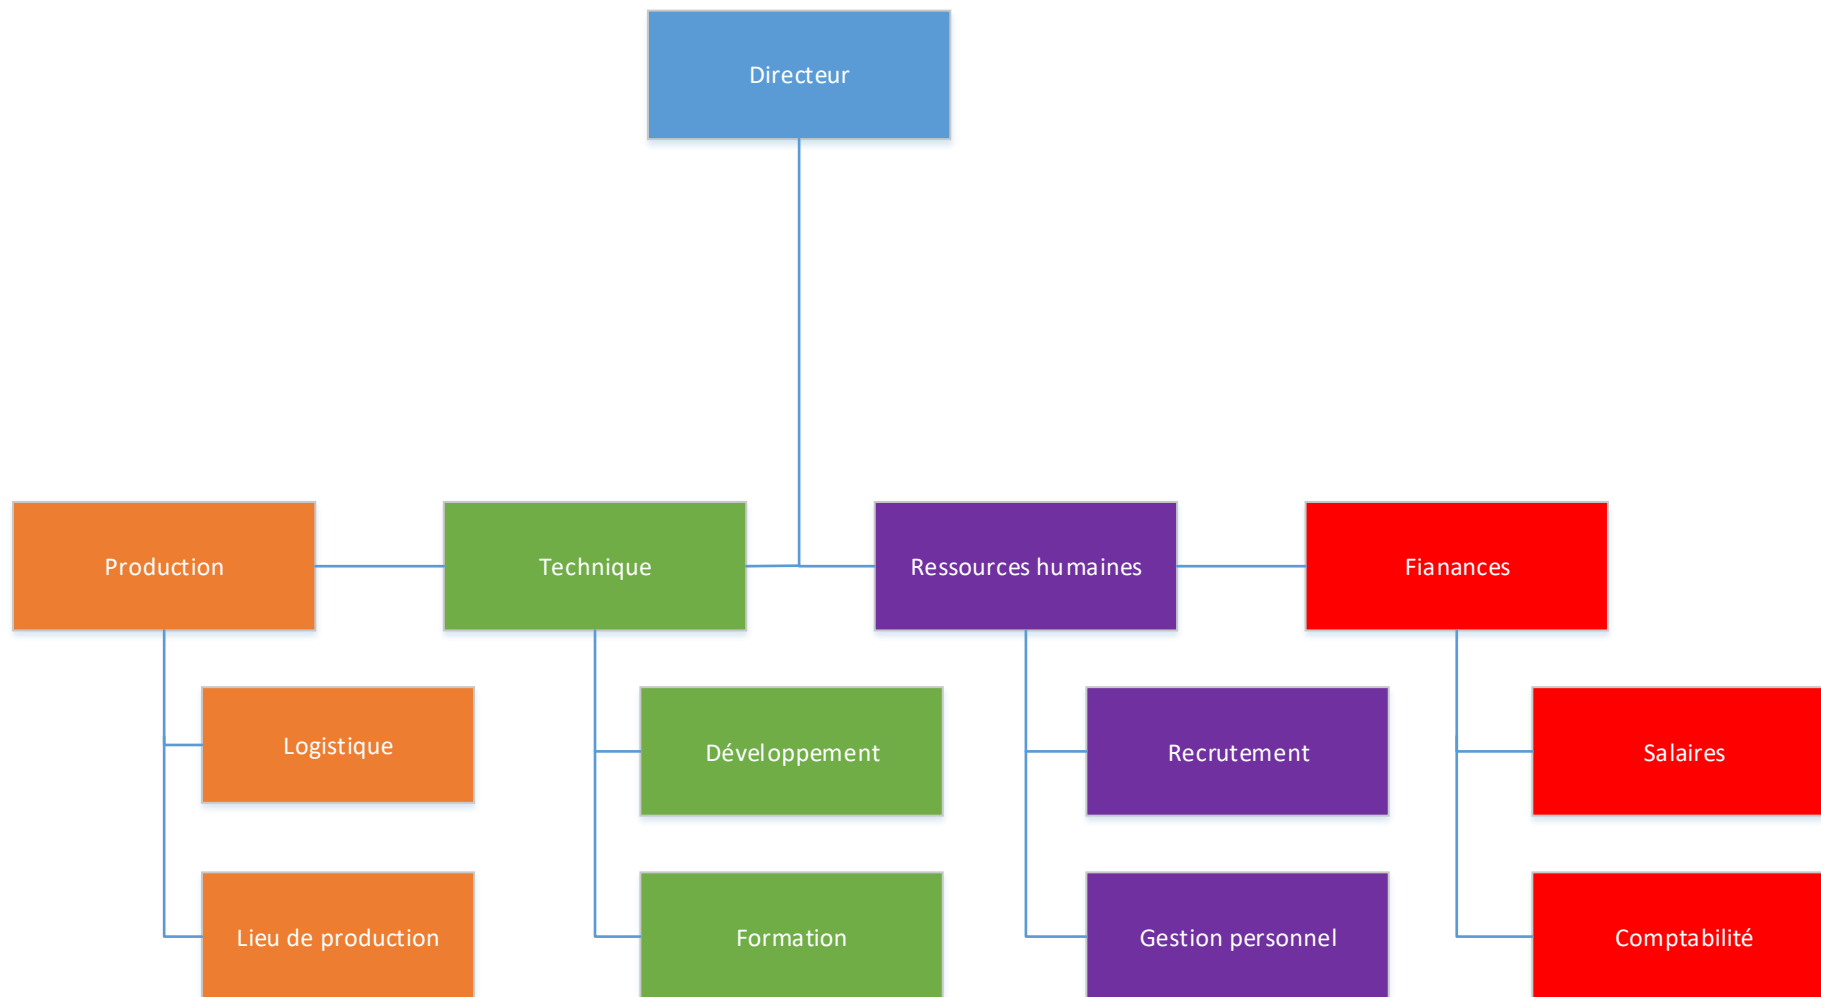 Directeur
Production
Technique
Ressources humaines
Fianances
Logistique
Développement
Recrutement
Salaires
Lieu de production
Formation
Gestion personnel
Comptabilité